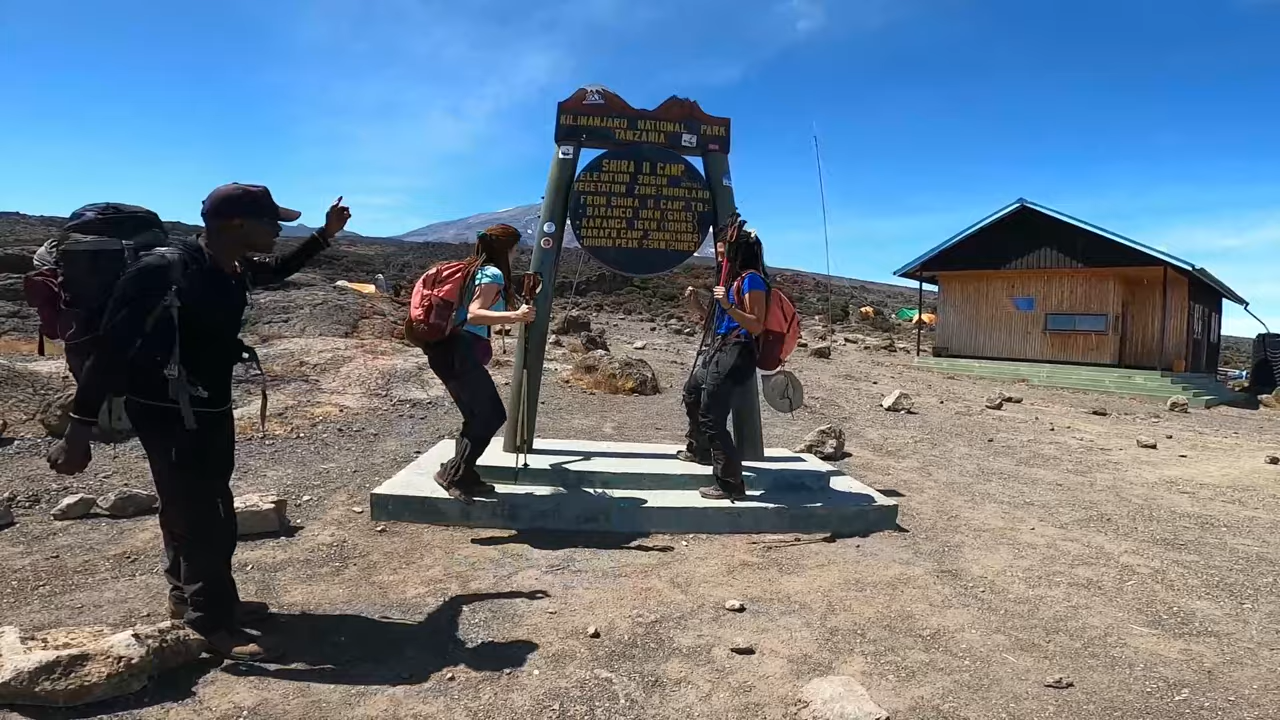 KILIMANJARO NATIONAL PARK
TANZANIA
SHIRA II CAMP
ELEVATION 3850M
VEGETATION ZONE:MOORLAND
FROM SHIRA II CAMP TO:-
- BARANCO 10KM (6HRS)
- KARANGA 16KM (10HRS)
- BARAFU CAMP 20KM(14HRS
- UHURU PEAK 25KM(21HRS